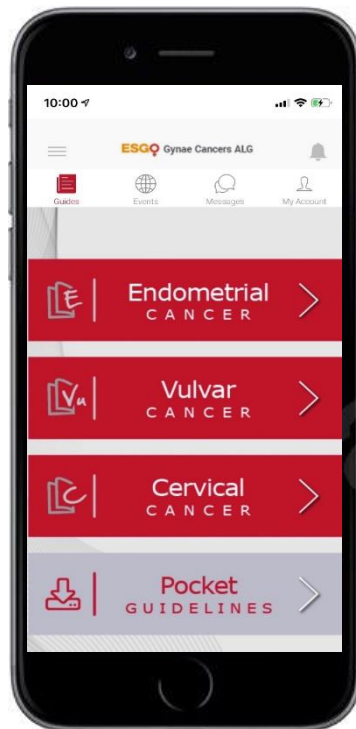 10:00
ESGO Gynae Cancers ALG
Guides Events Messages My Account
E
Endometrial
CANCER
Vu
Vulvar
CANCER
C
Cervical
CANCER
Pocket
GUIDELINES